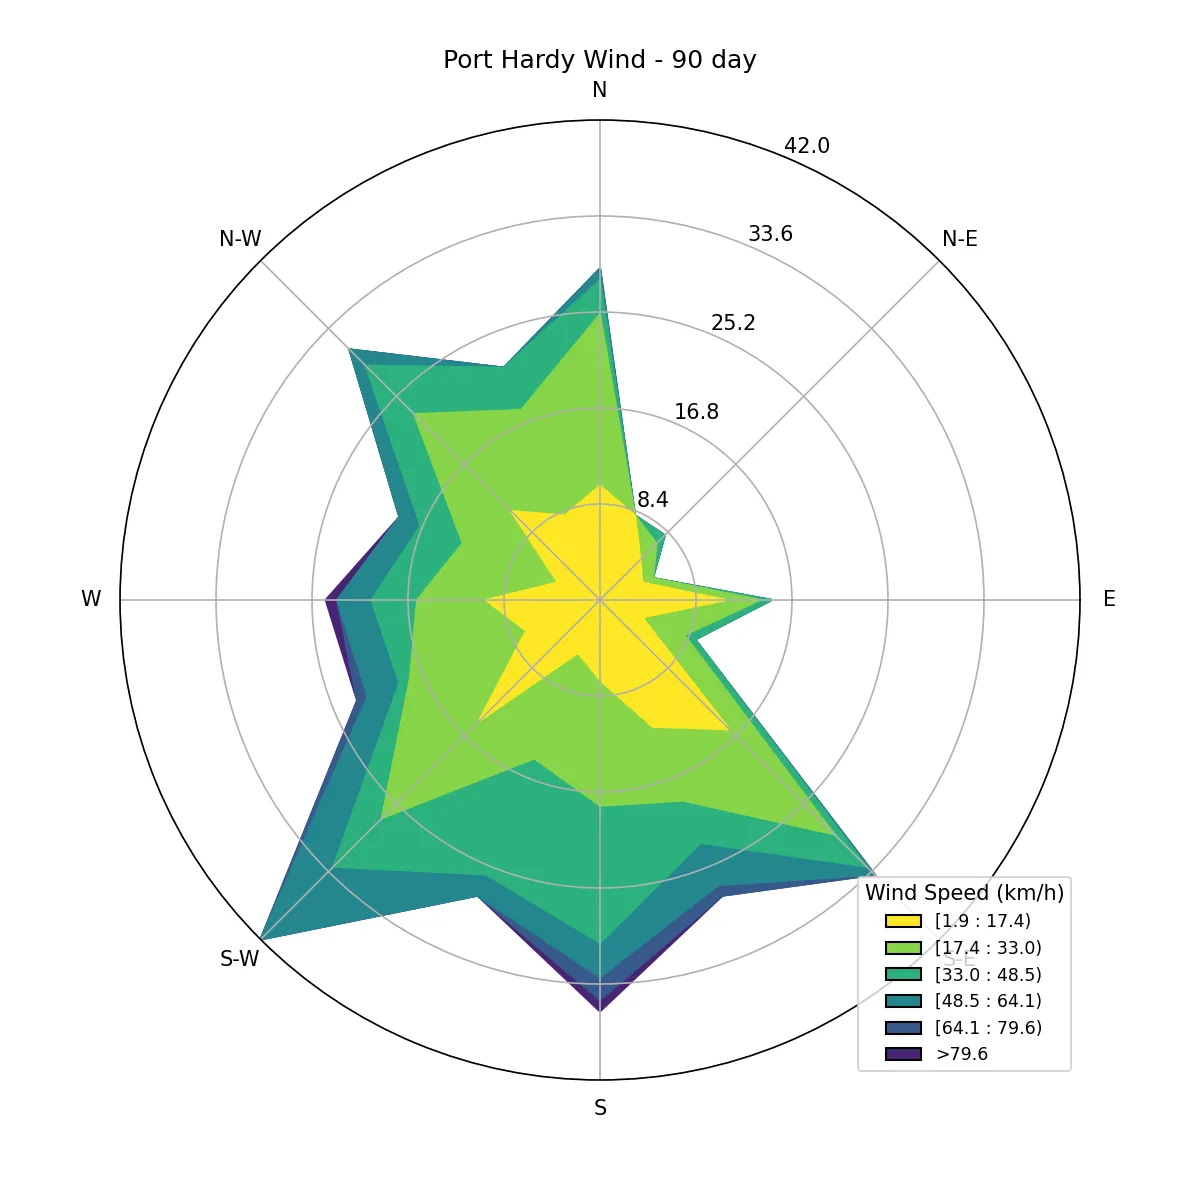 Port Hardy Wind - 90 day
N
42.0
N-W
33.6
N-E
25.2
16.8
8.4
W
E
Wind Speed (km/h)
[1.9 : 17.4)
[17.4 : 33.0)
S-W
S-E
[33.0 : 48.5)
[48.5 : 64.1)
[64.1 : 79.6)
>79.6
S